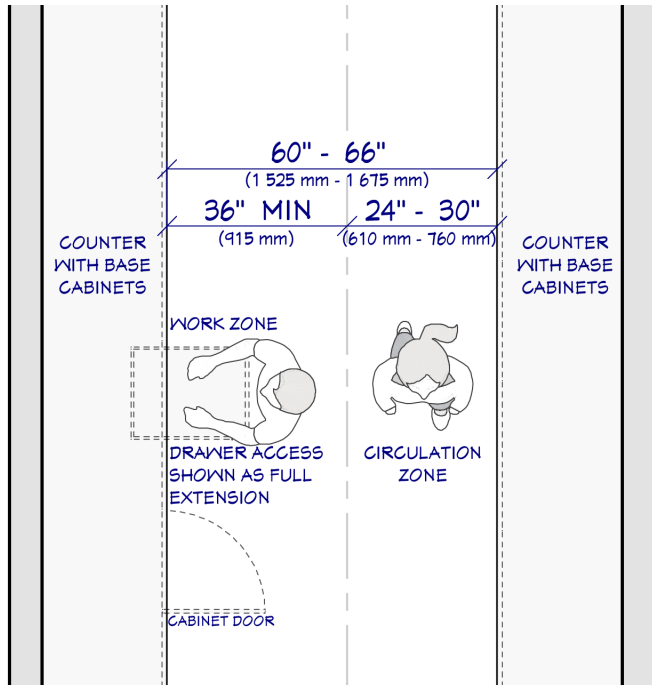 60" - 66"
(1 525 mm - 1 675 mm)
36" MIN
(915 mm)
24" - 30"
(610 mm - 760 mm)
COUNTER
WITH BASE
CABINETS
COUNTER
WITH BASE
CABINETS
WORK ZONE
DRAWER ACCESS
SHOWN AS FULL
EXTENSION
CIRCULATION
ZONE
CABINET DOOR